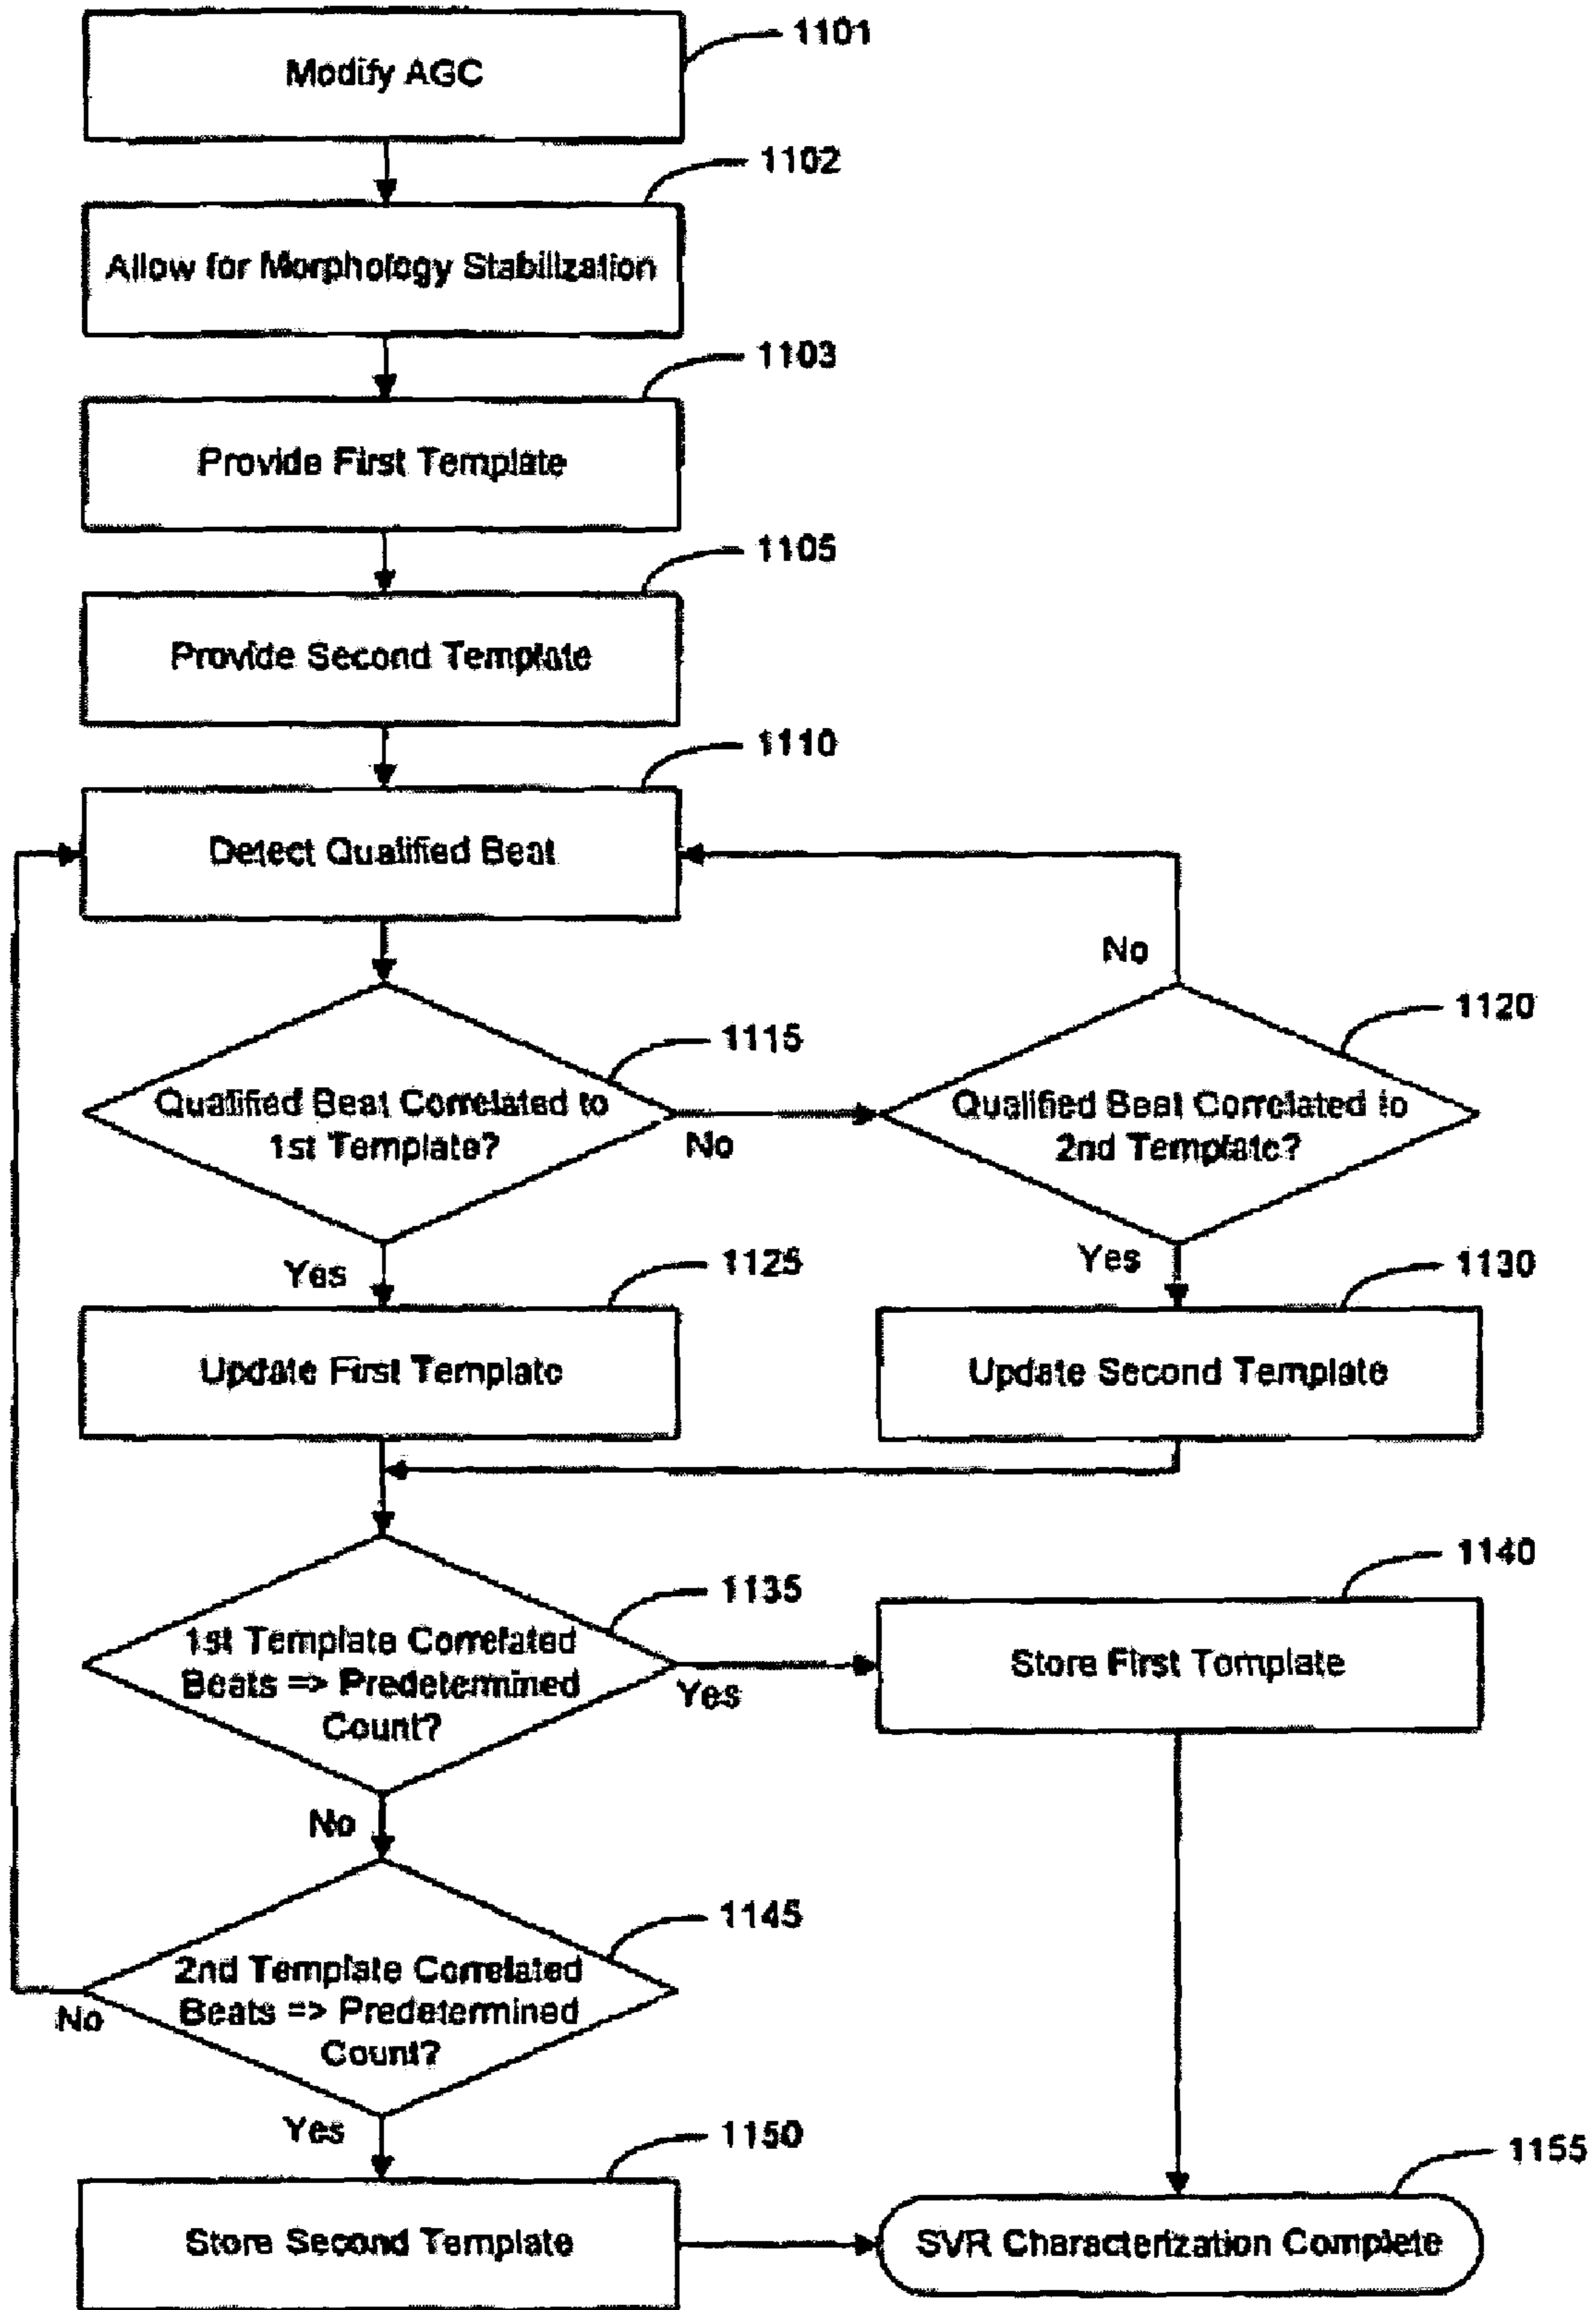 Modify AGC
1101
Allow for Morphology Stabilization
1102
Provide First Template
1103
Provide Second Template
1105
Detect Qualified Beat
1110
Qualified Beat Correlated to
1st Template?
1115
No
Yes
Qualified Beat Correlated to
2nd Template?
1120
No
Yes
Update First Template
1125
Update Second Template
1130
1st Template Correlated
Beats => Predetermined
Count?
1135
Yes
No
Store First Template
1140
2nd Template Correlated
Beats => Predetermined
Count?
1145
No
Yes
Store Second Template
1150
SVR Characterization Complete
1155